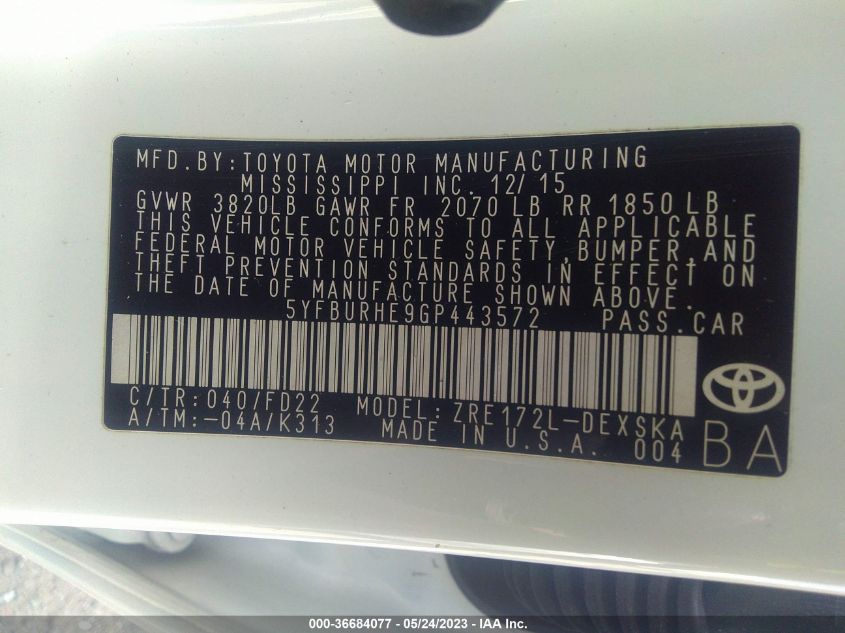 MFD.BY:TOYOTA MOTOR MANUFACTURING
MISSISSIPPI INC. 12/15
GVWR 3820LB GAWR FR 2070 LB RR 1850 LB
THIS VEHICLE CONFORMS TO ALL APPLICABLE
FEDERAL MOTOR VEHICLE SAFETY,BUMPER,AND
THEFT PREVENTION STANDARDS IN EFFECT ON
THE DATE OF MANUFACTURE SHOWN ABOVE.
5YFBURHE9GP443572 PASS.CAR
C/TR:040/FD22 MODEL:ZRE172L-DEXSKA
A/TM:-04A/K313 MADE IN U.S.A. 004
BA
000-36684077 — 05/24/2023 — IAA Inc.